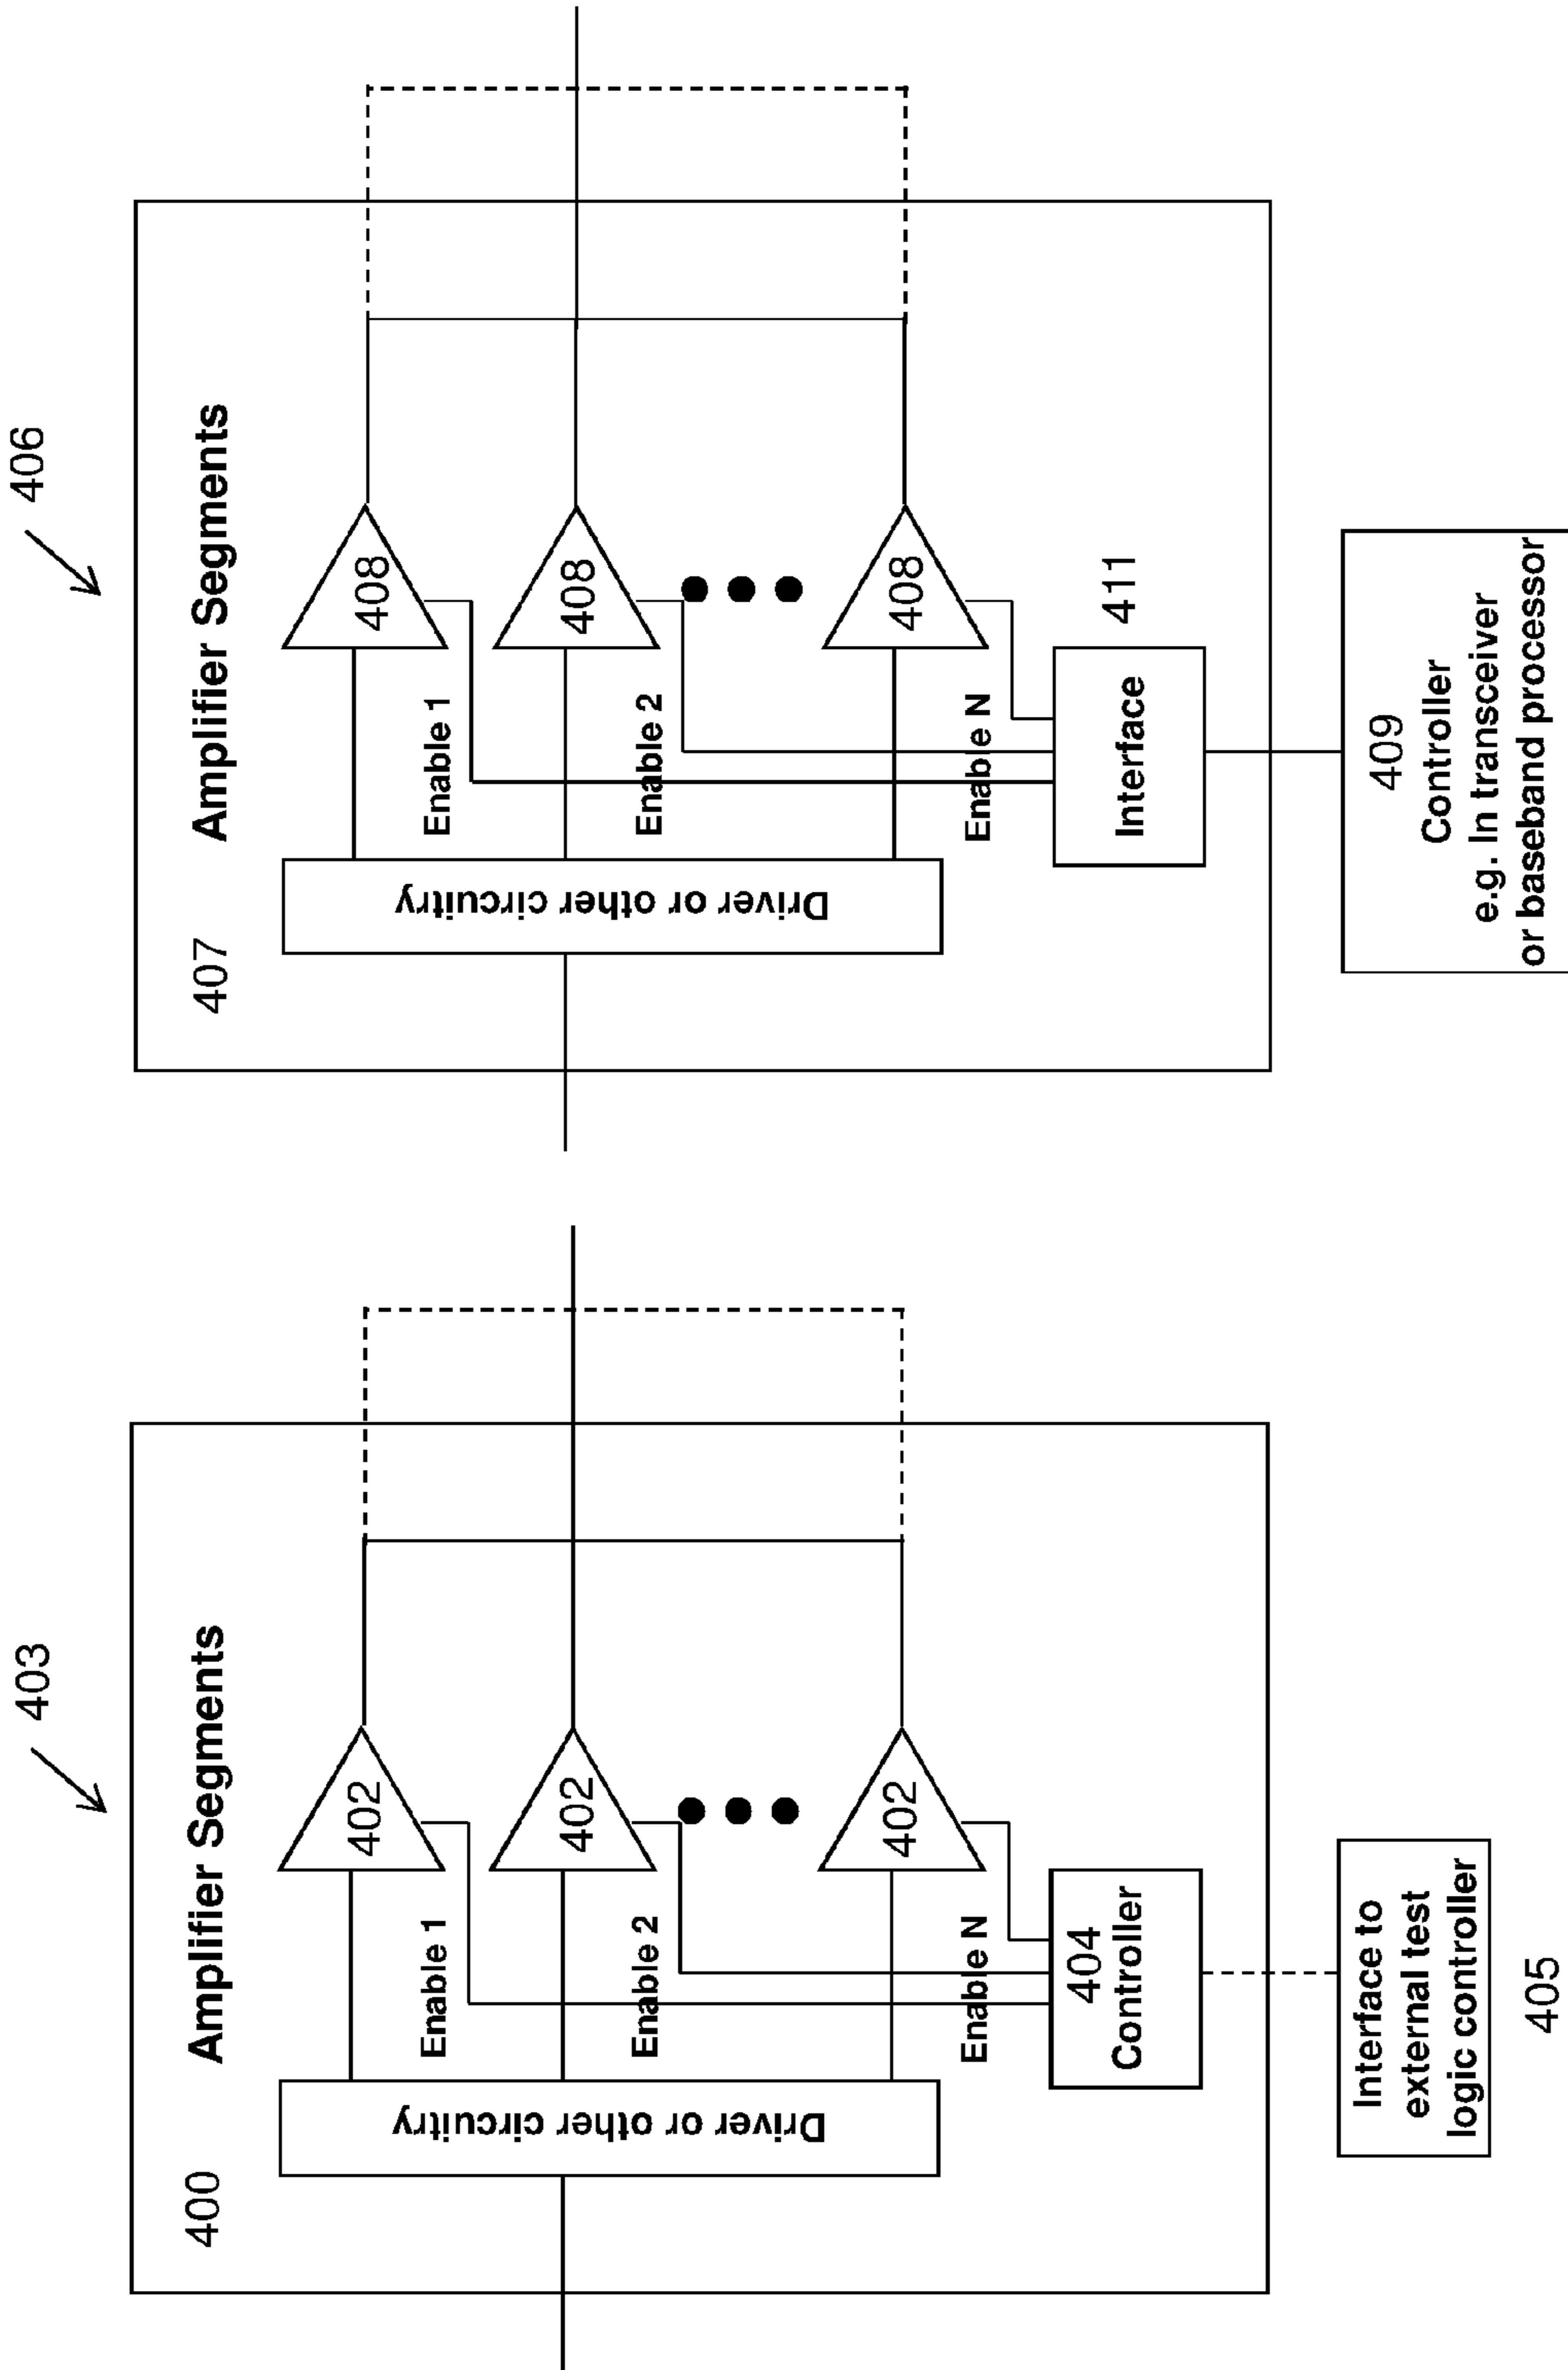 403
400
Amplifier Segments
Driver or other circuitry
402
Enable 1
402
Enable 2
402
Enable N
404
Controller
Interface to
external test
logic controller
405
406
407
Amplifier Segments
Driver or other circuitry
408
Enable 1
408
Enable 2
408
Enable N
Interface
411
409
Controller
e.g. In transceiver
or baseband processor